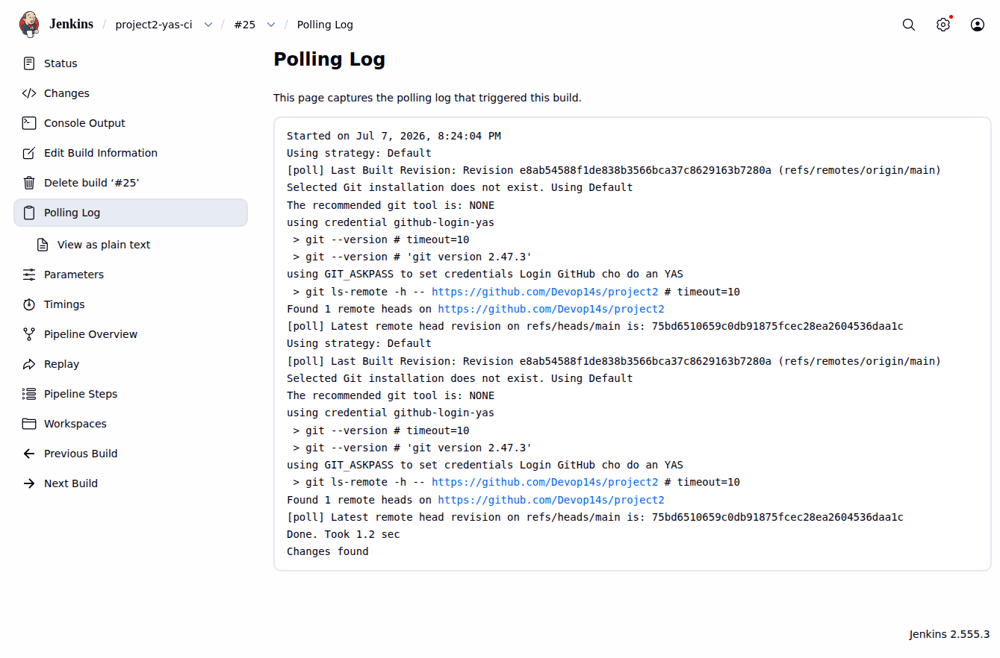 Jenkins / project2-yas-ci / #25 / Polling Log
Status
Changes
Console Output
Edit Build Information
Delete build ‘#25’
Polling Log
View as plain text
Parameters
Timings
Pipeline Overview
Replay
Pipeline Steps
Workspaces
Previous Build
Next Build
Polling Log
This page captures the polling log that triggered this build.
Started on Jul 7, 2026, 8:24:04 PM
Using strategy: Default
[poll] Last Built Revision: Revision e8ab54588f1de838b3566bca37c8629163b7280a (refs/remotes/origin/main)
Selected Git installation does not exist. Using Default
The recommended git tool is: NONE
using credential github-login-yas
 > git --version # timeout=10
 > git --version # 'git version 2.47.3'
using GIT_ASKPASS to set credentials Login GitHub cho do an YAS
 > git ls-remote -h -- https://github.com/Devop14s/project2 # timeout=10
Found 1 remote heads on https://github.com/Devop14s/project2
[poll] Latest remote head revision on refs/heads/main is: 75bd6510659c0db91875fcec28ea2604536daa1c
Using strategy: Default
[poll] Last Built Revision: Revision e8ab54588f1de838b3566bca37c8629163b7280a (refs/remotes/origin/main)
Selected Git installation does not exist. Using Default
The recommended git tool is: NONE
using credential github-login-yas
 > git --version # timeout=10
 > git --version # 'git version 2.47.3'
using GIT_ASKPASS to set credentials Login GitHub cho do an YAS
 > git ls-remote -h -- https://github.com/Devop14s/project2 # timeout=10
Found 1 remote heads on https://github.com/Devop14s/project2
[poll] Latest remote head revision on refs/heads/main is: 75bd6510659c0db91875fcec28ea2604536daa1c
Done. Took 1.2 sec
Changes found
Jenkins 2.555.3